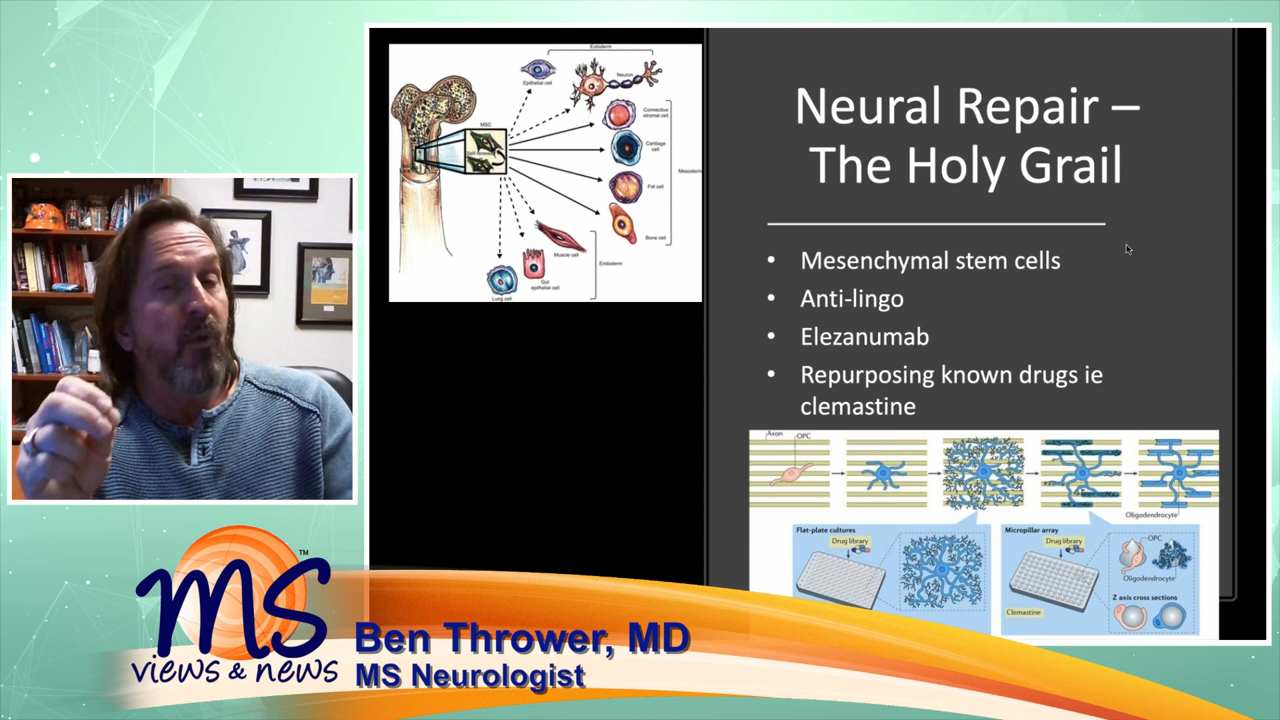 Ectoderm
Epithelial cell
Neuron
MSC
Self-renewal
Connective
stromal cell
Cartilage
cell
Fat cell
Mesoderm
Bone cell
Muscle cell
Endoderm
Gut
epithelial cell
Lung cell
Neural Repair –
The Holy Grail
• Mesenchymal stem cells
• Anti-lingo
• Elezanumab
• Repurposing known drugs ie
clemastine
Axon
OPC
Oligodendrocyte
Flat-plate cultures
Drug library
Micropillar array
Drug library
OPC
Oligodendrocyte
Z axis cross sections
Clemastine
MS™
views & news
Ben Thrower, MD
MS Neurologist